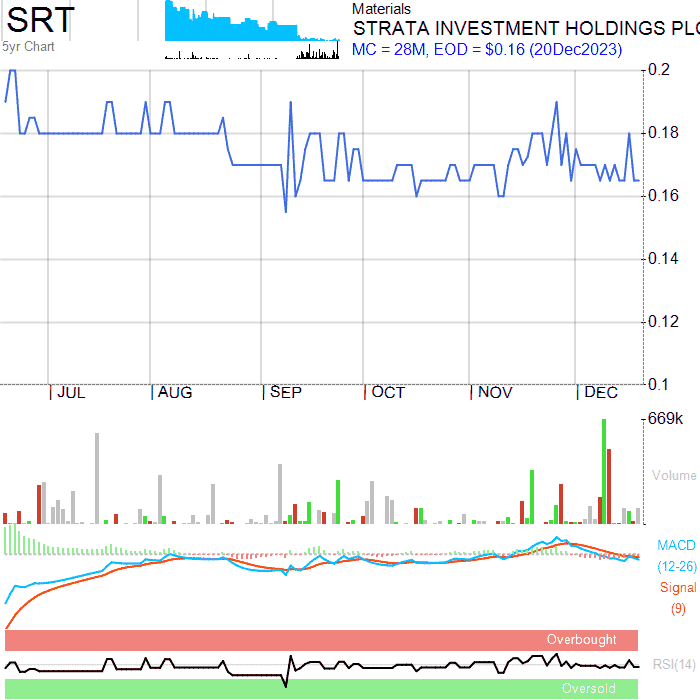 SRT
5yr Chart
Materials
STRATA INVESTMENT HOLDINGS PLC
MC = 28M, EOD = $0.16 (20Dec2023)
0.2
0.18
0.16
0.14
0.12
0.1
JUL AUG SEP OCT NOV DEC
669k
Volume
MACD
(12-26)
Signal
(9)
Overbought
RSI(14)
Oversold